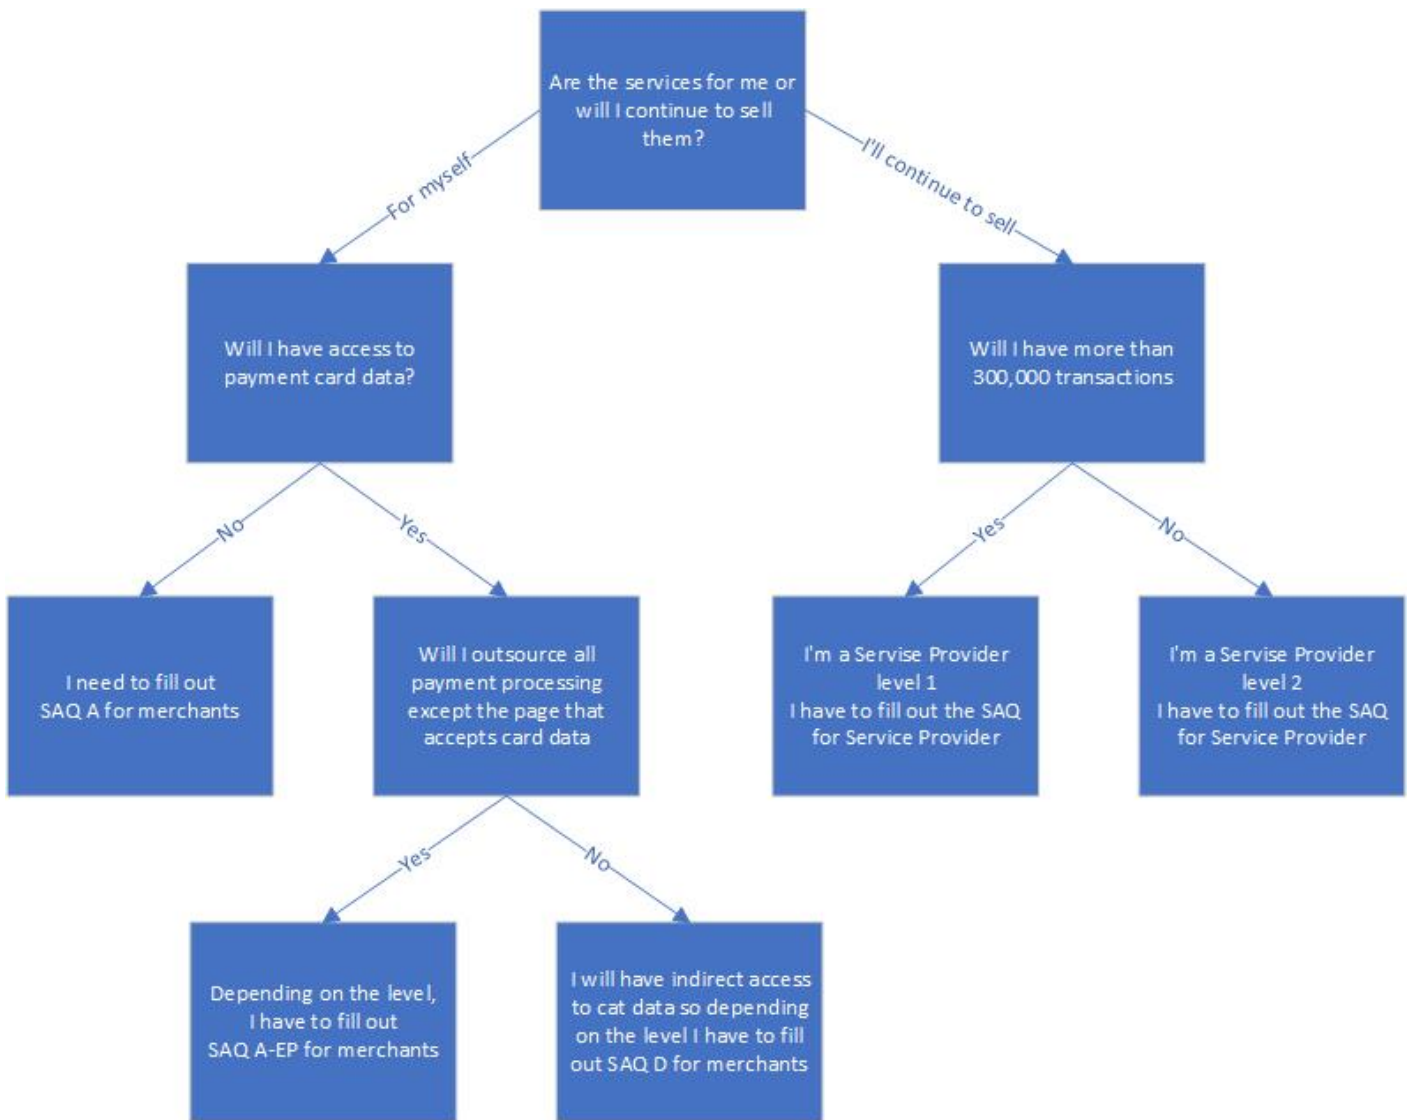 Are the services for me or
will I continue to sell
them?
For myself
I'll continue to sell
Will I have access to
payment card data?
Will I have more than
300,000 transactions
No
Yes
Yes
No
I need to fill out
SAQ A for merchants
Will I outsource all
payment processing
except the page that
accepts card data
I'm a Servise Provider
level 1
I have to fill out the SAQ
for Service Provider
I'm a Servise Provider
level 2
I have to fill out the SAQ
for Service Provider
Yes
No
Depending on the level,
I have to fill out
SAQ A-EP for merchants
I will have indirect access
to cat data so depending
on the level I have to fill
out SAQ D for merchants